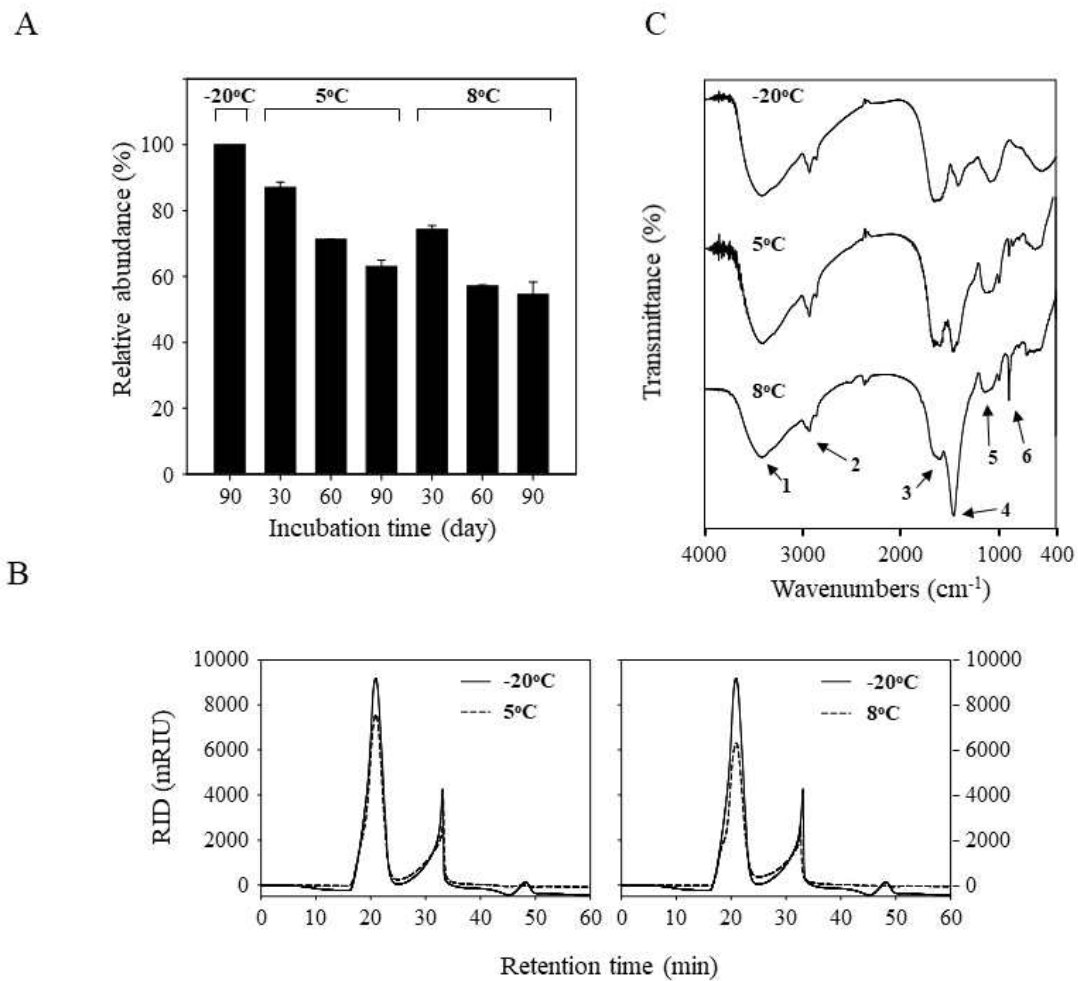 A
-20°C 5°C 8°C
Relative abundance (%)
100
80
60
40
20
0
90 30 60 90 30 60 90
Incubation time (day)
C
-20°C
5°C
8°C
Transmittance (%)
1
2
3
4
5
6
4000 3000 2000 1000 400
Wavenumbers (cm-1)
B
RID (mRIU)
10000
8000
6000
4000
2000
0
-20°C
5°C
0 10 20 30 40 50 60
-20°C
8°C
10000
8000
6000
4000
2000
0
0 10 20 30 40 50 60
Retention time (min)